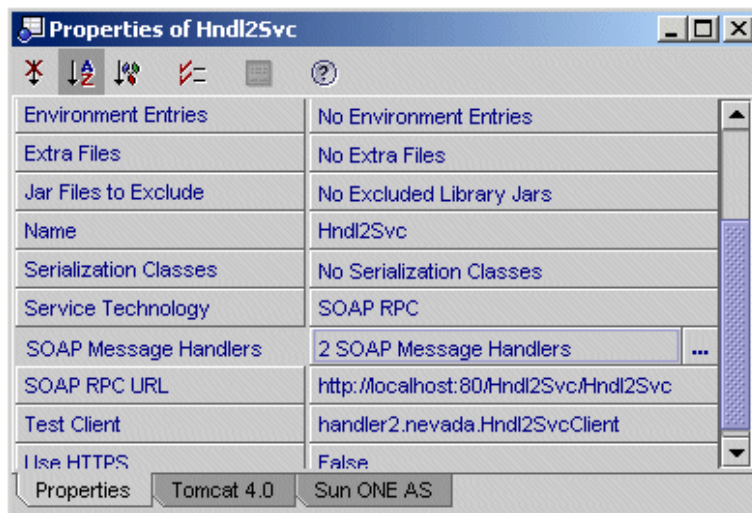 Properties of Hndl2Svc
Environment Entries No Environment Entries
Extra Files No Extra Files
Jar Files to Exclude No Excluded Library Jars
Name Hndl2Svc
Serialization Classes No Serialization Classes
Service Technology SOAP RPC
SOAP Message Handlers 2 SOAP Message Handlers ...
SOAP RPC URL http://localhost:80/Hndl2Svc/Hndl2Svc
Test Client handler2.nevada.Hndl2SvcClient
Use HTTPS False
Properties Tomcat 4.0 Sun ONE AS